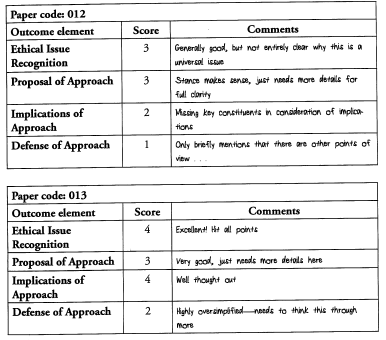 Paper code: 012
Outcome element Score Comments
Ethical Issue Recognition 3 Generally good, but not entirely clear why this is a
universal issue
Proposal of Approach 3 Stance makes sense, just needs more details for
full clarity
Implications of Approach 2 Missing key constituents in consideration of implica-
tions
Defense of Approach 1 Only briefly mentions that there are other points of
view . . .
Paper code: 013
Outcome element Score Comments
Ethical Issue Recognition 4 Excellent! Hit all points
Proposal of Approach 3 Very good, just needs more details here
Implications of Approach 4 Well thought out
Defense of Approach 2 Highly oversimplified—needs to think this through
more